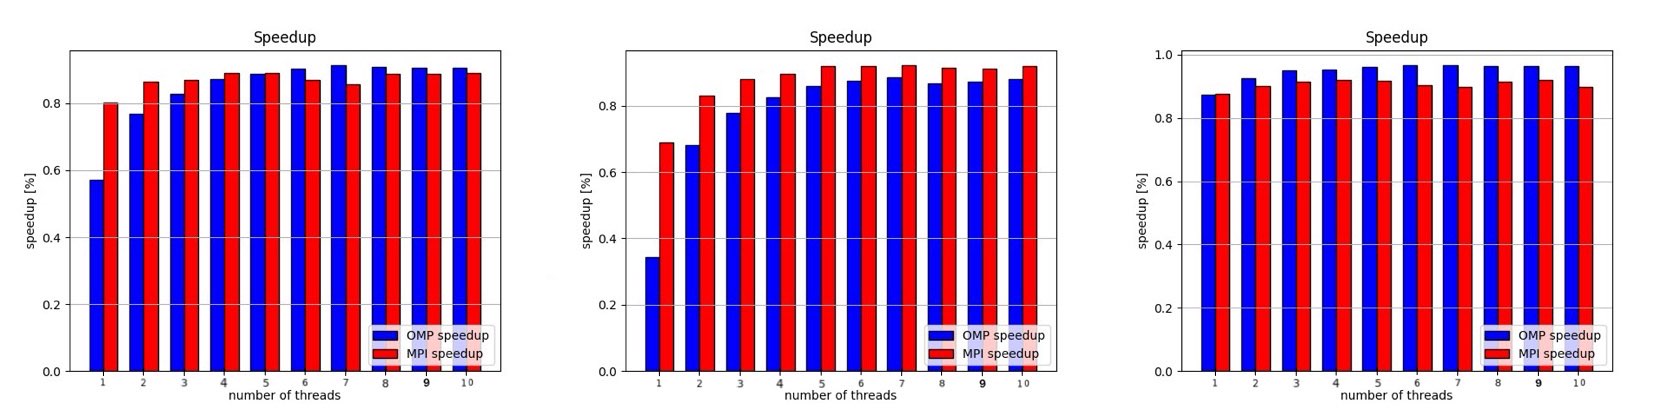 Speedup
speedup [%]
0.8
0.6
0.4
0.2
0.0
OMP speedup
MPI speedup
1 2 3 4 5 6 7 8 9 10
number of threads
Speedup
speedup [%]
0.8
0.6
0.4
0.2
0.0
OMP speedup
MPI speedup
1 2 3 4 5 6 7 8 9 10
number of threads
Speedup
speedup [%]
1.0
0.8
0.6
0.4
0.2
0.0
OMP speedup
MPI speedup
1 2 3 4 5 6 7 8 9 10
number of threads